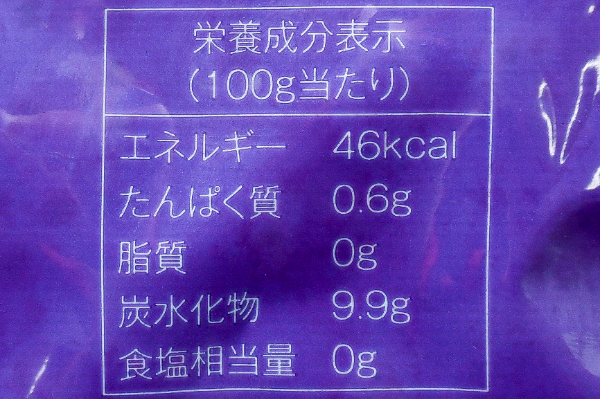 栄養成分表示
(100g当たり)
エネルギー 46kcal
たんぱく質 0.6g
脂質 0g
炭水化物 9.9g
食塩相当量 0g